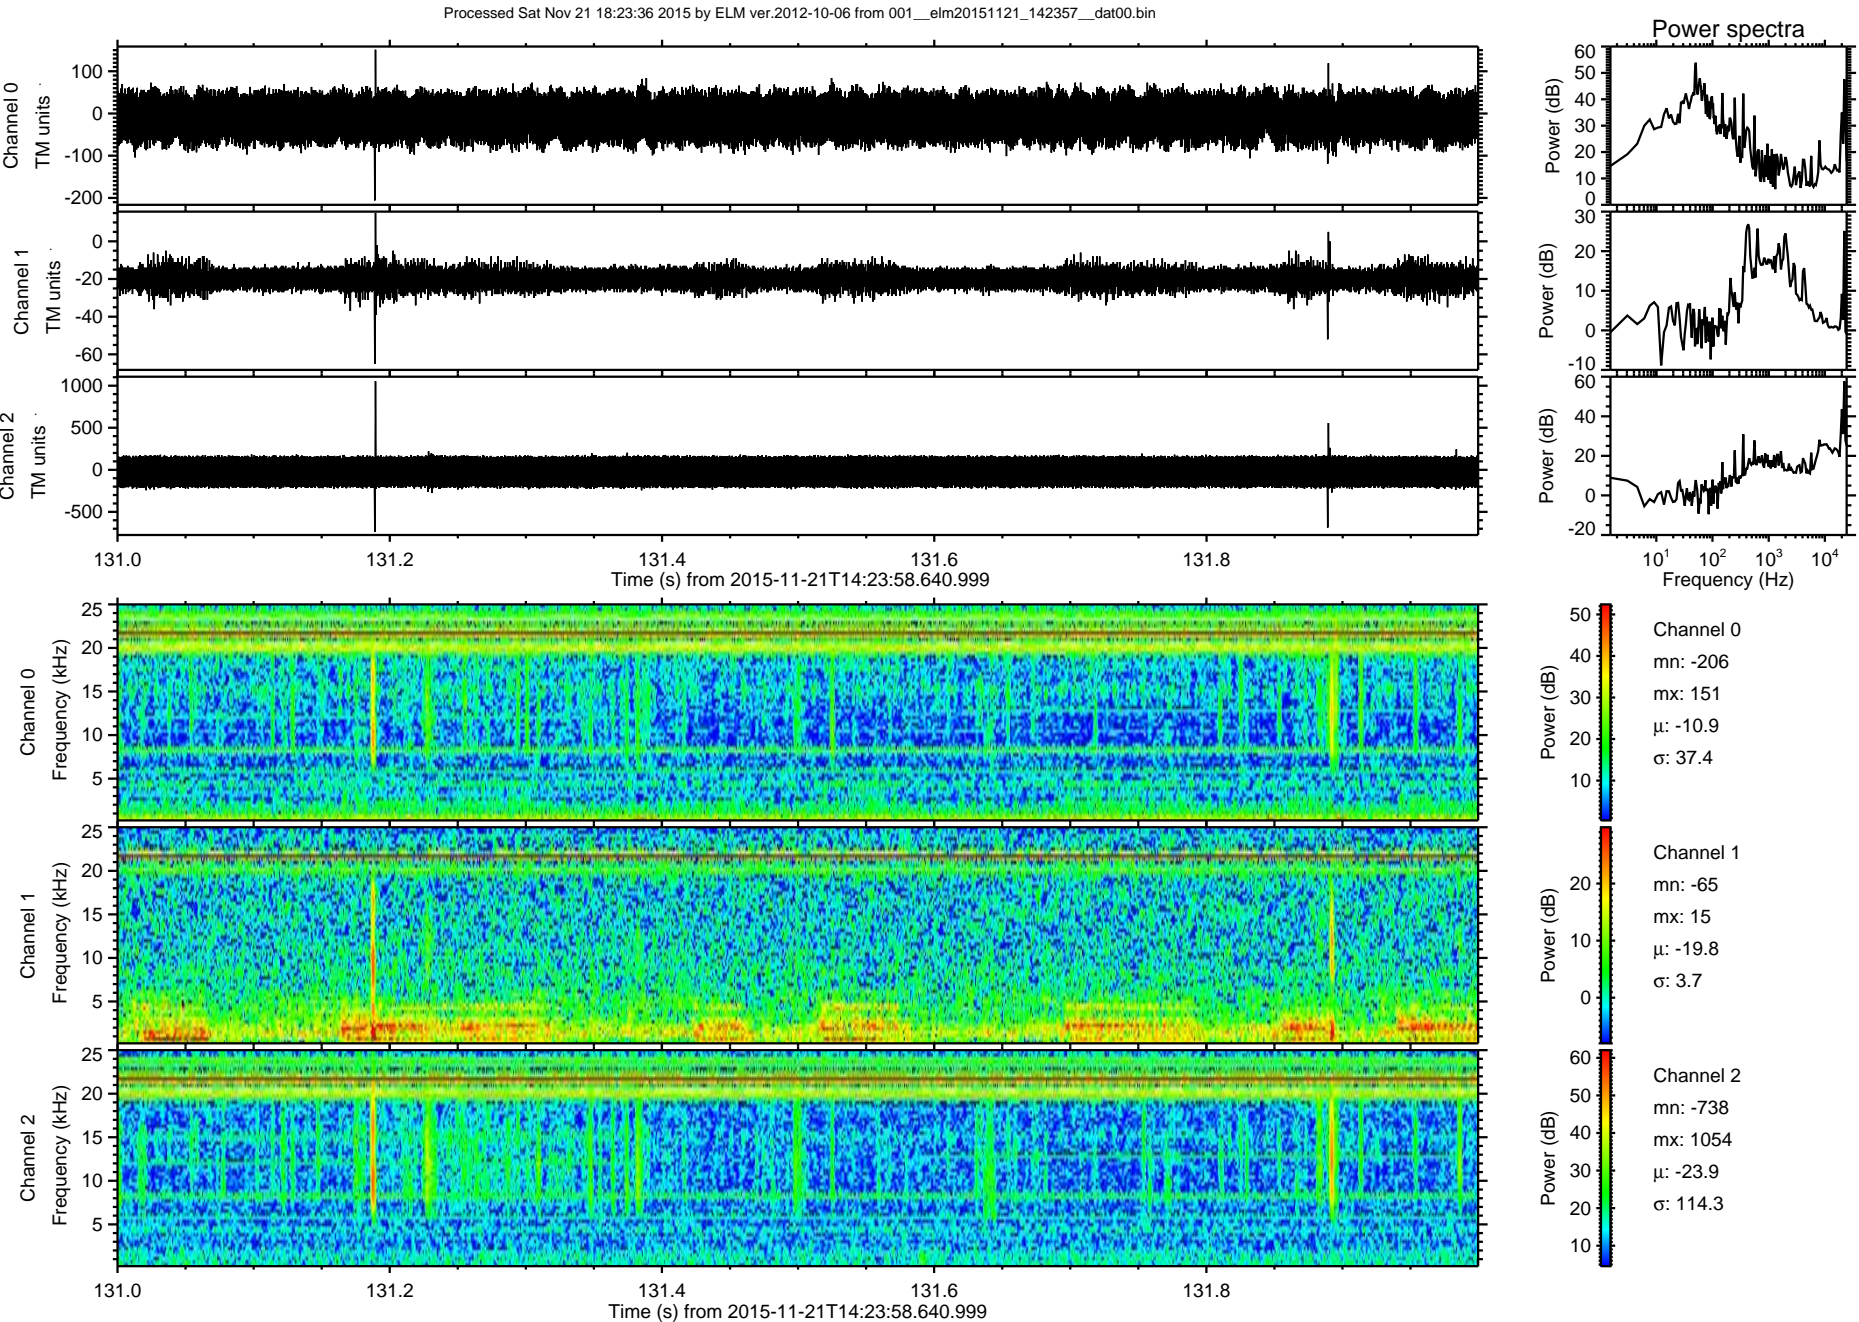 Processed Sat Nov 21 18:23:36 2015 by ELM ver.2012-10-06 from 001__elm20151121_142357__dat00.bin
Power spectra
Channel 0
TM units
100
0
-100
-200
Power (dB)
60
50
40
30
20
10
0
Channel 1
TM units
0
-20
-40
-60
Power (dB)
30
20
10
0
-10
Channel 2
TM units
1000
500
0
-500
Power (dB)
60
40
20
0
-20
131.0 131.2 131.4 131.6 131.8
Time (s) from 2015-11-21T14:23:58.640.999
10^1 10^2 10^3 10^4
Frequency (Hz)
Channel 0
Frequency (kHz)
25
20
15
10
5
Power (dB)
50
40
30
20
10
Channel 0
mn: -206
mx: 151
μ: -10.9
σ: 37.4
Channel 1
Frequency (kHz)
25
20
15
10
5
Power (dB)
20
10
0
Channel 1
mn: -65
mx: 15
μ: -19.8
σ: 3.7
Channel 2
Frequency (kHz)
25
20
15
10
5
Power (dB)
60
50
40
30
20
10
Channel 2
mn: -738
mx: 1054
μ: -23.9
σ: 114.3
131.0 131.2 131.4 131.6 131.8
Time (s) from 2015-11-21T14:23:58.640.999